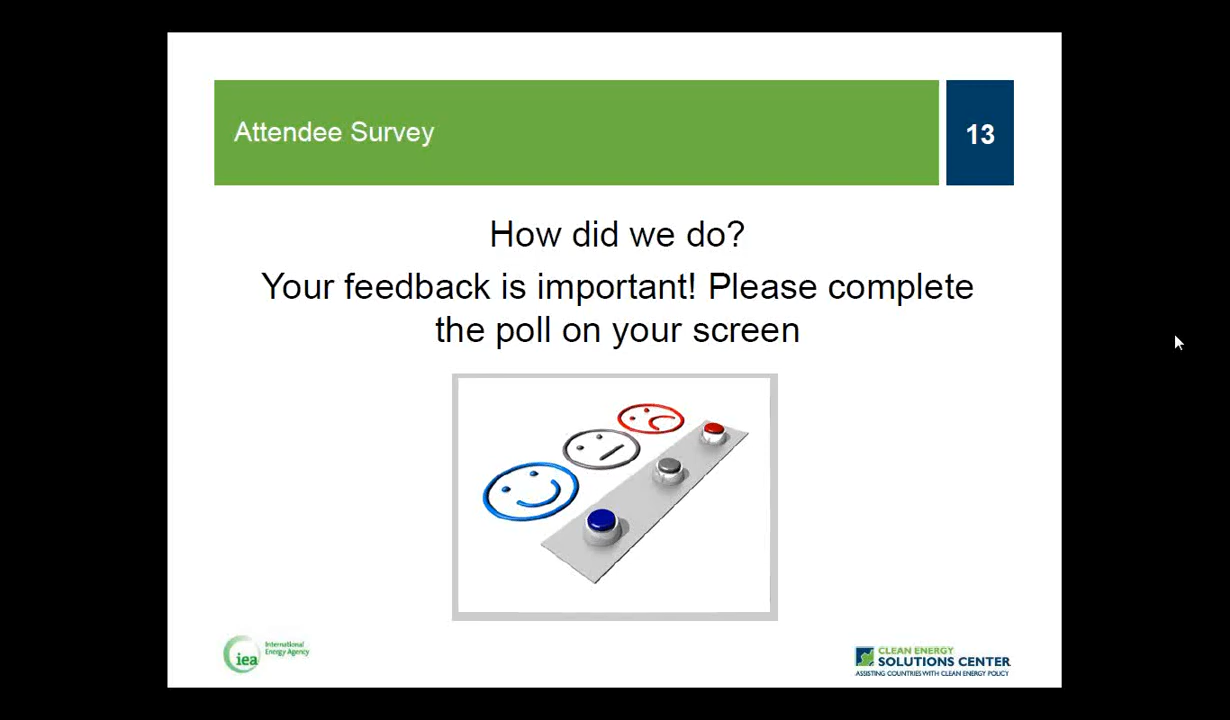 Attendee Survey
13
How did we do?
Your feedback is important! Please complete
the poll on your screen
International
Energy Agency
iea
CLEAN ENERGY
SOLUTIONS CENTER
ASSISTING COUNTRIES WITH CLEAN ENERGY POLICY